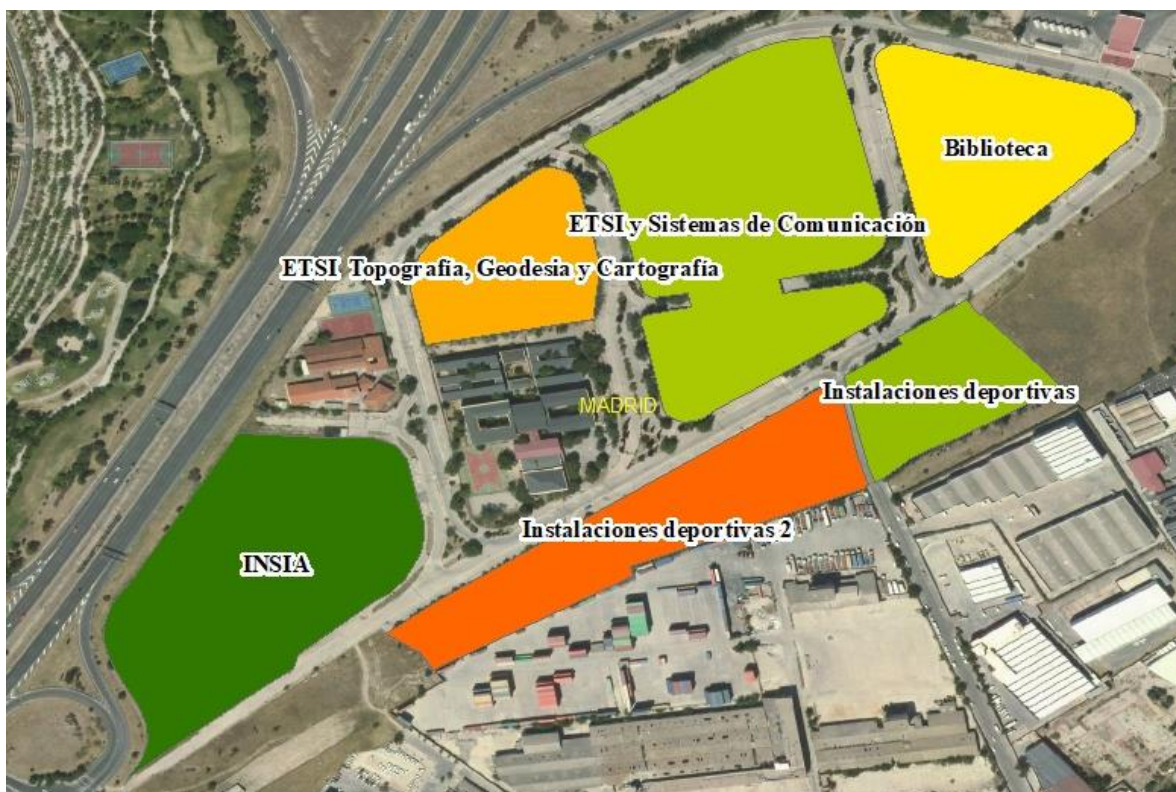 Biblioteca
ETSI y Sistemas de Comunicación
ETSI  Topografía, Geodesia y Cartografía
Instalaciones deportivas
MADRID
Instalaciones deportivas 2
INSIA